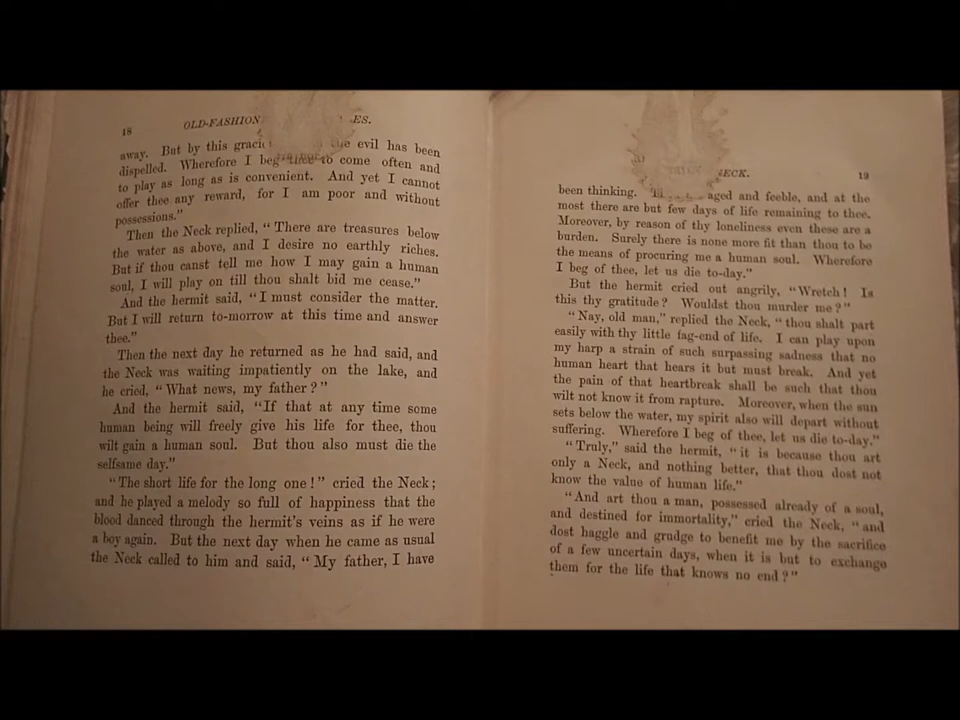 18
OLD-FASHION ES.
away. But by this graci the evil has been
dispelled. Wherefore I beg thee to come often and
to play as long as is convenient. And yet I cannot
offer thee any reward, for I am poor and without
possessions."
Then the Neck replied, "There are treasures below
the water as above, and I desire no earthly riches.
But if thou canst tell me how I may gain a human
soul, I will play on till thou shalt bid me cease."
And the hermit said, "I must consider the matter.
But I will return to-morrow at this time and answer
thee."
Then the next day he returned as he had said, and
the Neck was waiting impatiently on the lake, and
he cried, "What news, my father?"
And the hermit said, "If that at any time some
human being will freely give his life for thee, thou
wilt gain a human soul. But thou also must die the
selfsame day."
"The short life for the long one!" cried the Neck;
and he played a melody so full of happiness that the
blood danced through the hermit's veins as if he were
a boy again. But the next day when he came as usual
the Neck called to him and said, "My father, I have
ECK.
19
been thinking. aged and feeble, and at the
most there are but few days of life remaining to thee.
Moreover, by reason of thy loneliness even these are a
burden. Surely there is none more fit than thou to be
the means of procuring me a human soul. Wherefore
I beg of thee, let us die to-day."
But the hermit cried out angrily, "Wretch! Is
this thy gratitude? Wouldst thou murder me?"
"Nay, old man," replied the Neck, "thou shalt part
easily with thy little fag-end of life. I can play upon
my harp a strain of such surpassing sadness that no
human heart that hears it but must break. And yet
the pain of that heartbreak shall be such that thou
wilt not know it from rapture. Moreover, when the sun
sets below the water, my spirit also will depart without
suffering. Wherefore I beg of thee, let us die to-day."
"Truly," said the hermit, "it is because thou art
only a Neck, and nothing better, that thou dost not
know the value of human life."
"And art thou a man, possessed already of a soul,
and destined for immortality," cried the Neck, "and
dost haggle and grudge to benefit me by the sacrifice
of a few uncertain days, when it is but to exchange
them for the life that knows no end?"